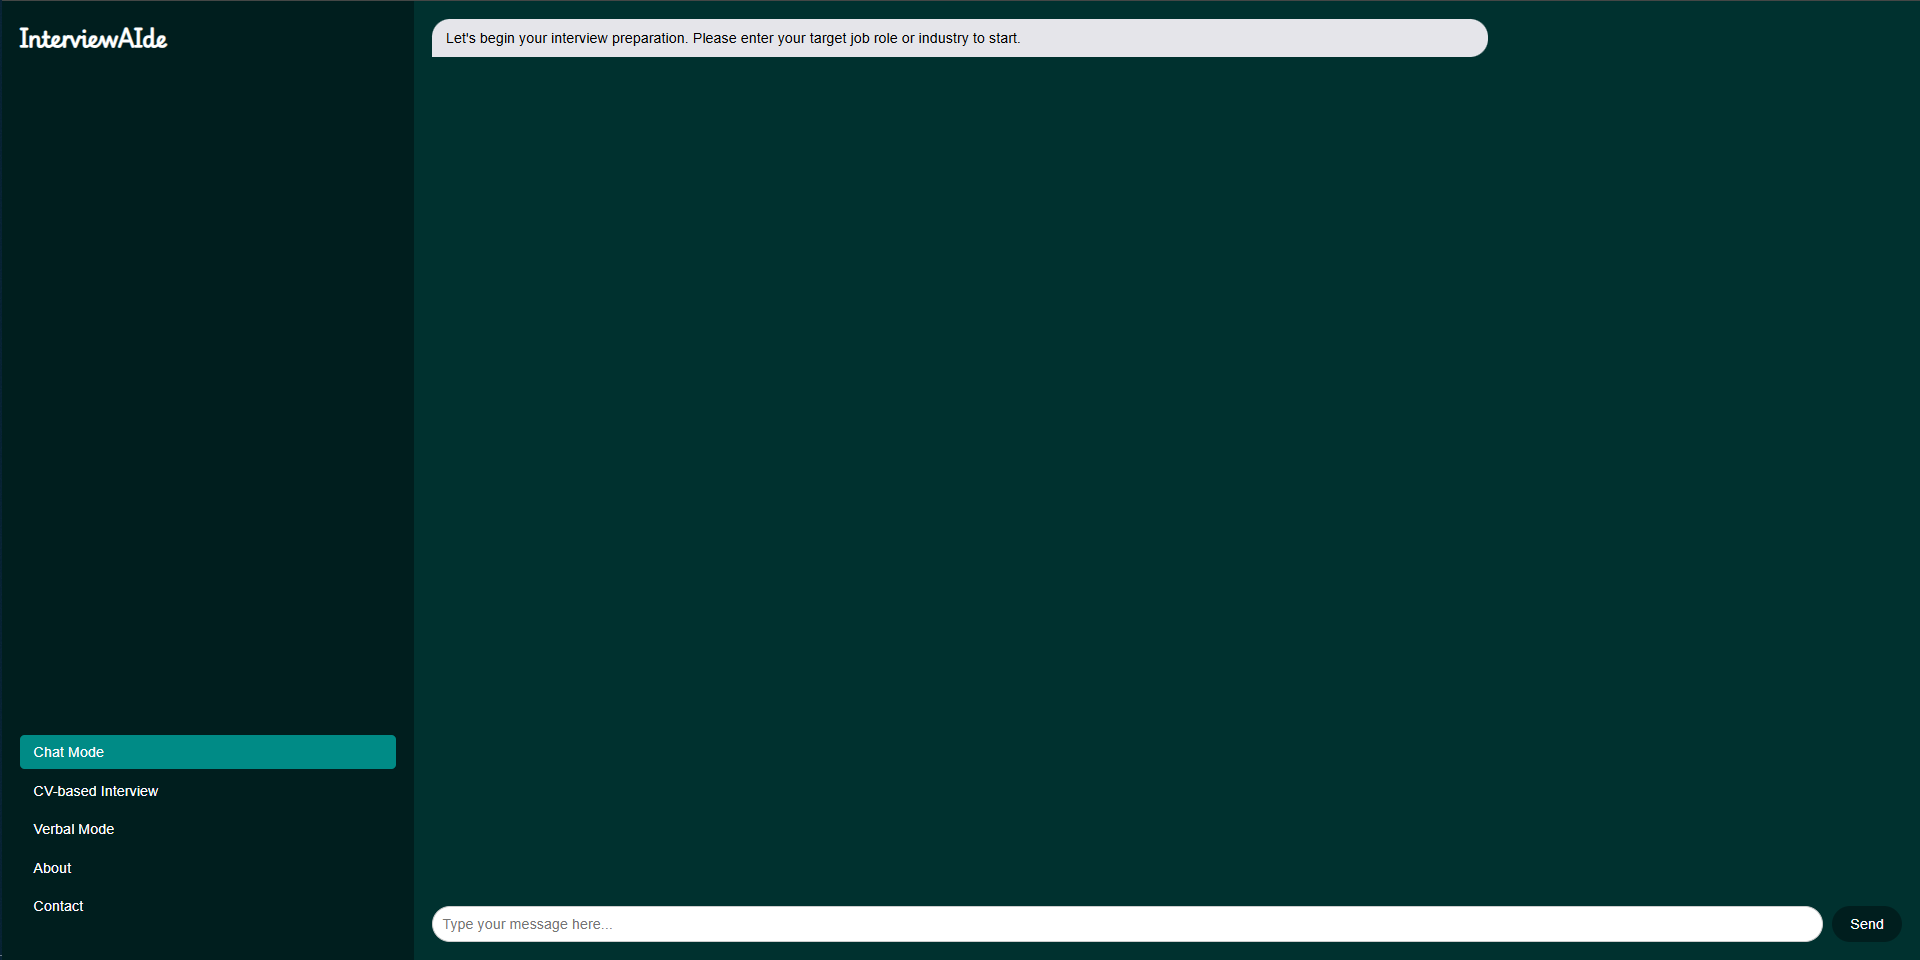 InterviewAIde
Let's begin your interview preparation. Please enter your target job role or industry to start.
Chat Mode
CV-based Interview
Verbal Mode
About
Contact
Type your message here...
Send